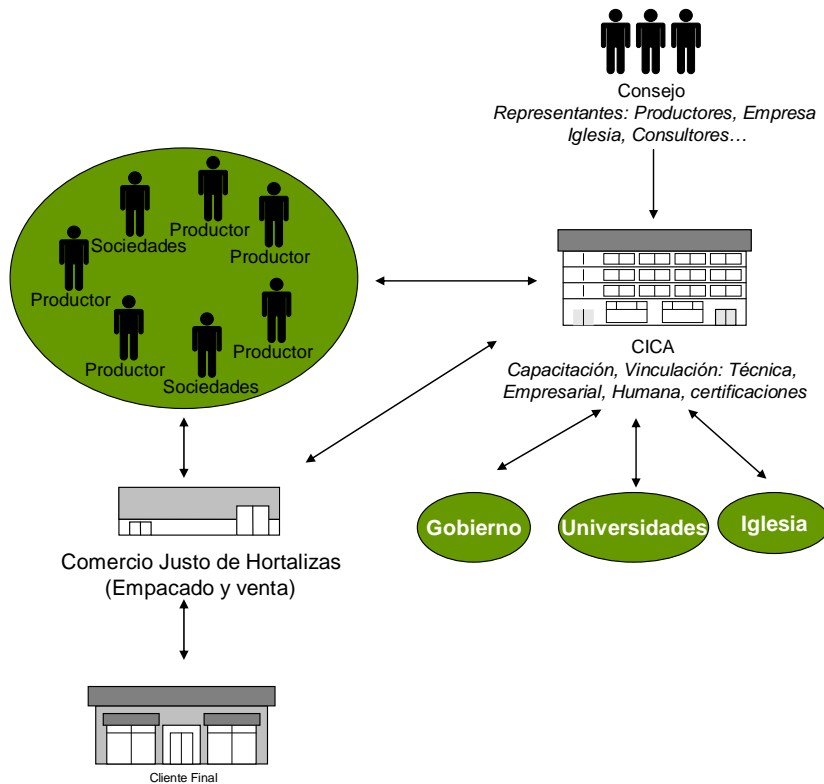 Consejo
Representantes: Productores, Empresa
Iglesia, Consultores…
Productor
Sociedades
Productor
Productor
Productor
Productor
Sociedades
Productor
CICA
Capacitación, Vinculación: Técnica,
Empresarial, Humana, certificaciones
Gobierno
Universidades
Iglesia
Comercio Justo de Hortalizas
(Empacado y venta)
Cliente Final